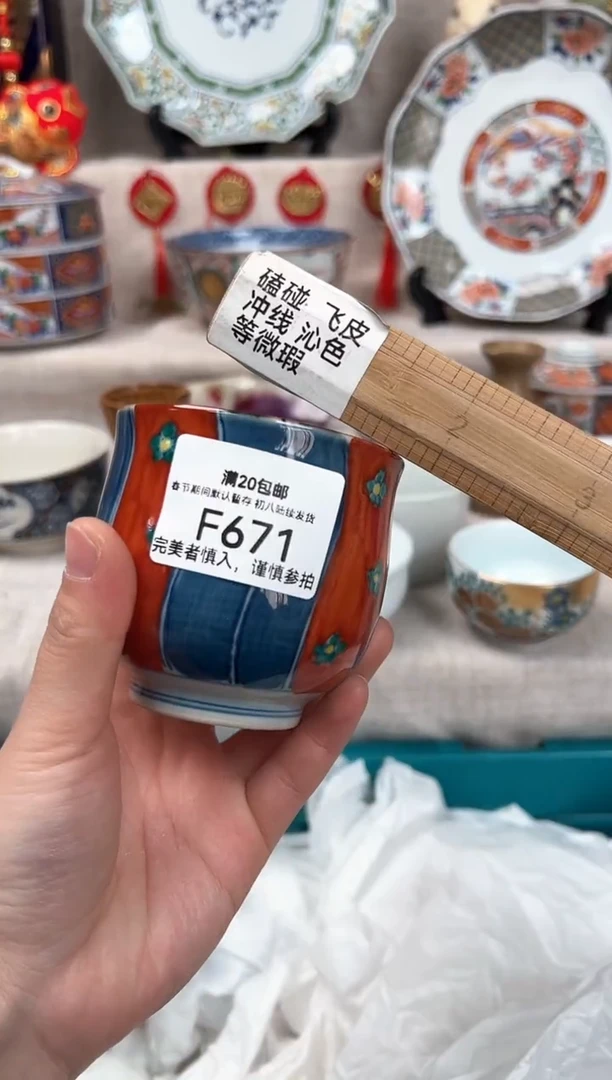 磕碰 飞皮
冲线 沁色
等微瑕
2
3
满20包邮
春节期间默认暂存 初八陆续发货
F671
完美者慎入，谨慎参拍